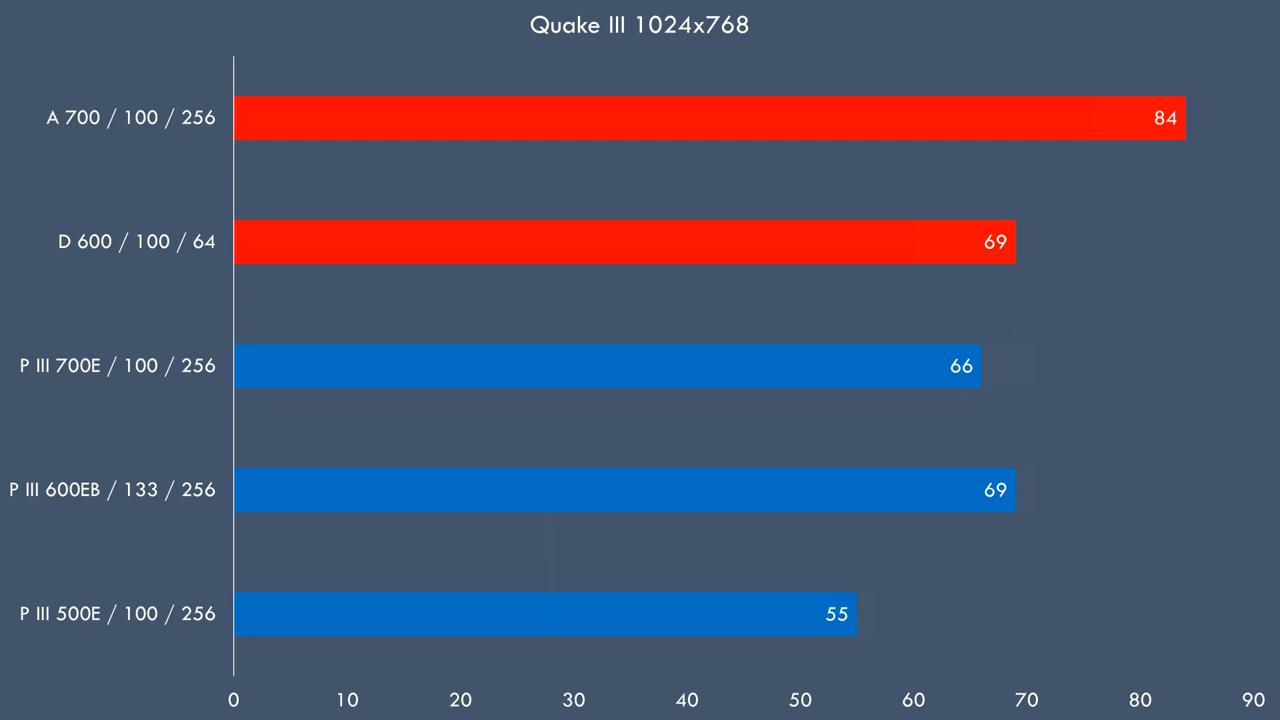 Quake III 1024x768
A 700 / 100 / 256
84
D 600 / 100 / 64
69
P III 700E / 100 / 256
66
P III 600EB / 133 / 256
69
P III 500E / 100 / 256
55
0 10 20 30 40 50 60 70 80 90